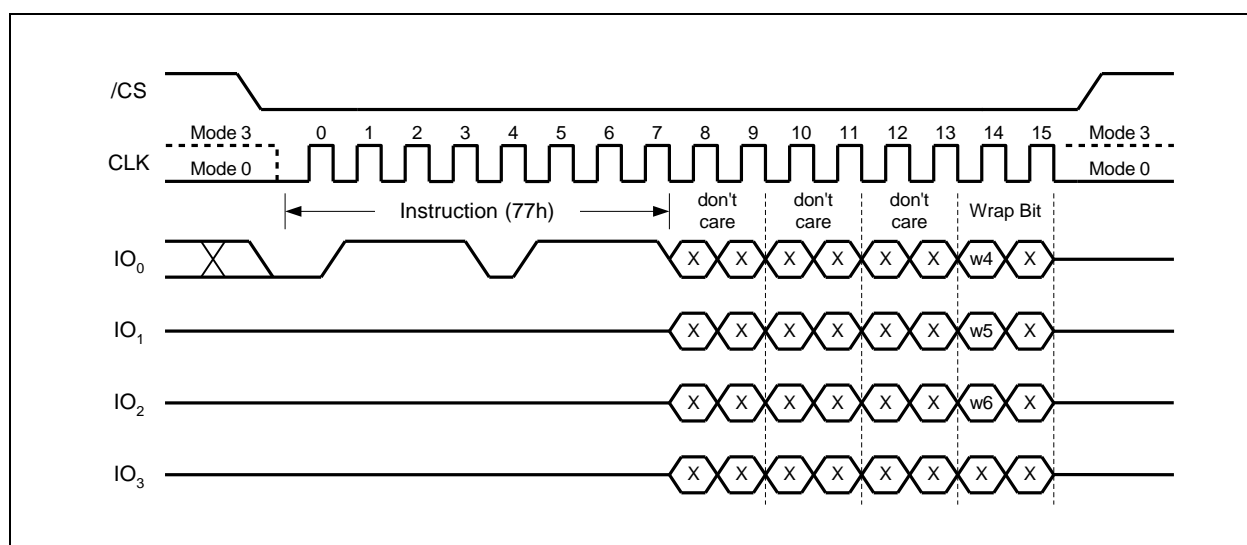 /CS
Mode 3 0 1 2 3 4 5 6 7 8 9 10 11 12 13 14 15 Mode 3
CLK
Mode 0 Mode 0
Instruction (77h) don't care don't care don't care Wrap Bit
IO0 X X X X X X w4 X
IO1 X X X X X X w5 X
IO2 X X X X X X w6 X
IO3 X X X X X X X X